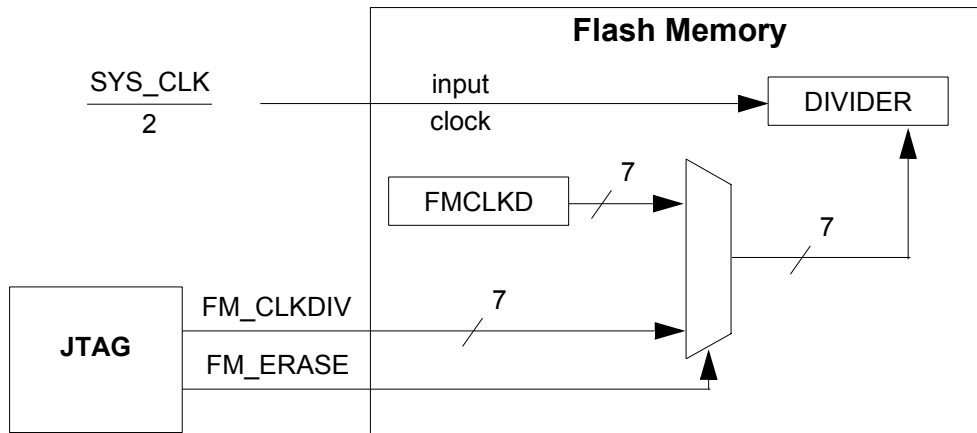 Flash Memory
SYS_CLK
2
input
clock
DIVIDER
7
FMCLKD
7
FM_CLKDIV
7
JTAG
FM_ERASE